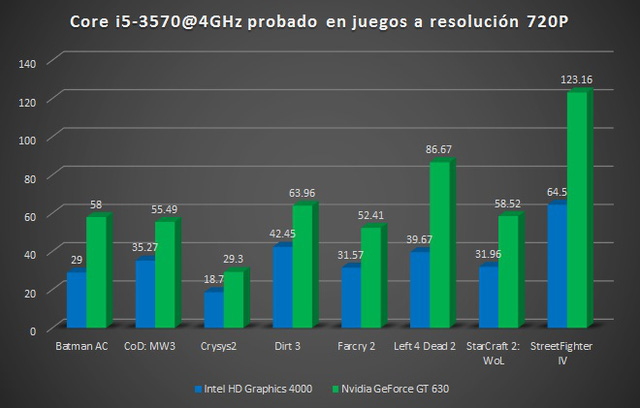 Core i5-3570@4GHz probado en juegos a resolución 720P
140
120
100
80
60
40
20
0
29
58
35.27
55.49
18.7
29.3
42.45
63.96
31.57
52.41
39.67
86.67
31.96
58.52
64.5
123.16
Batman AC
CoD: MW3
Crysys2
Dirt 3
Farcry 2
Left 4 Dead 2
StarCraft 2:
WoL
StreetFighter
IV
Intel HD Graphics 4000
Nvidia GeForce GT 630